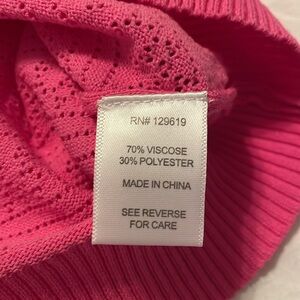 RN# 129619
70% VISCOSE
30% POLYESTER
MADE IN CHINA
SEE REVERSE
FOR CARE